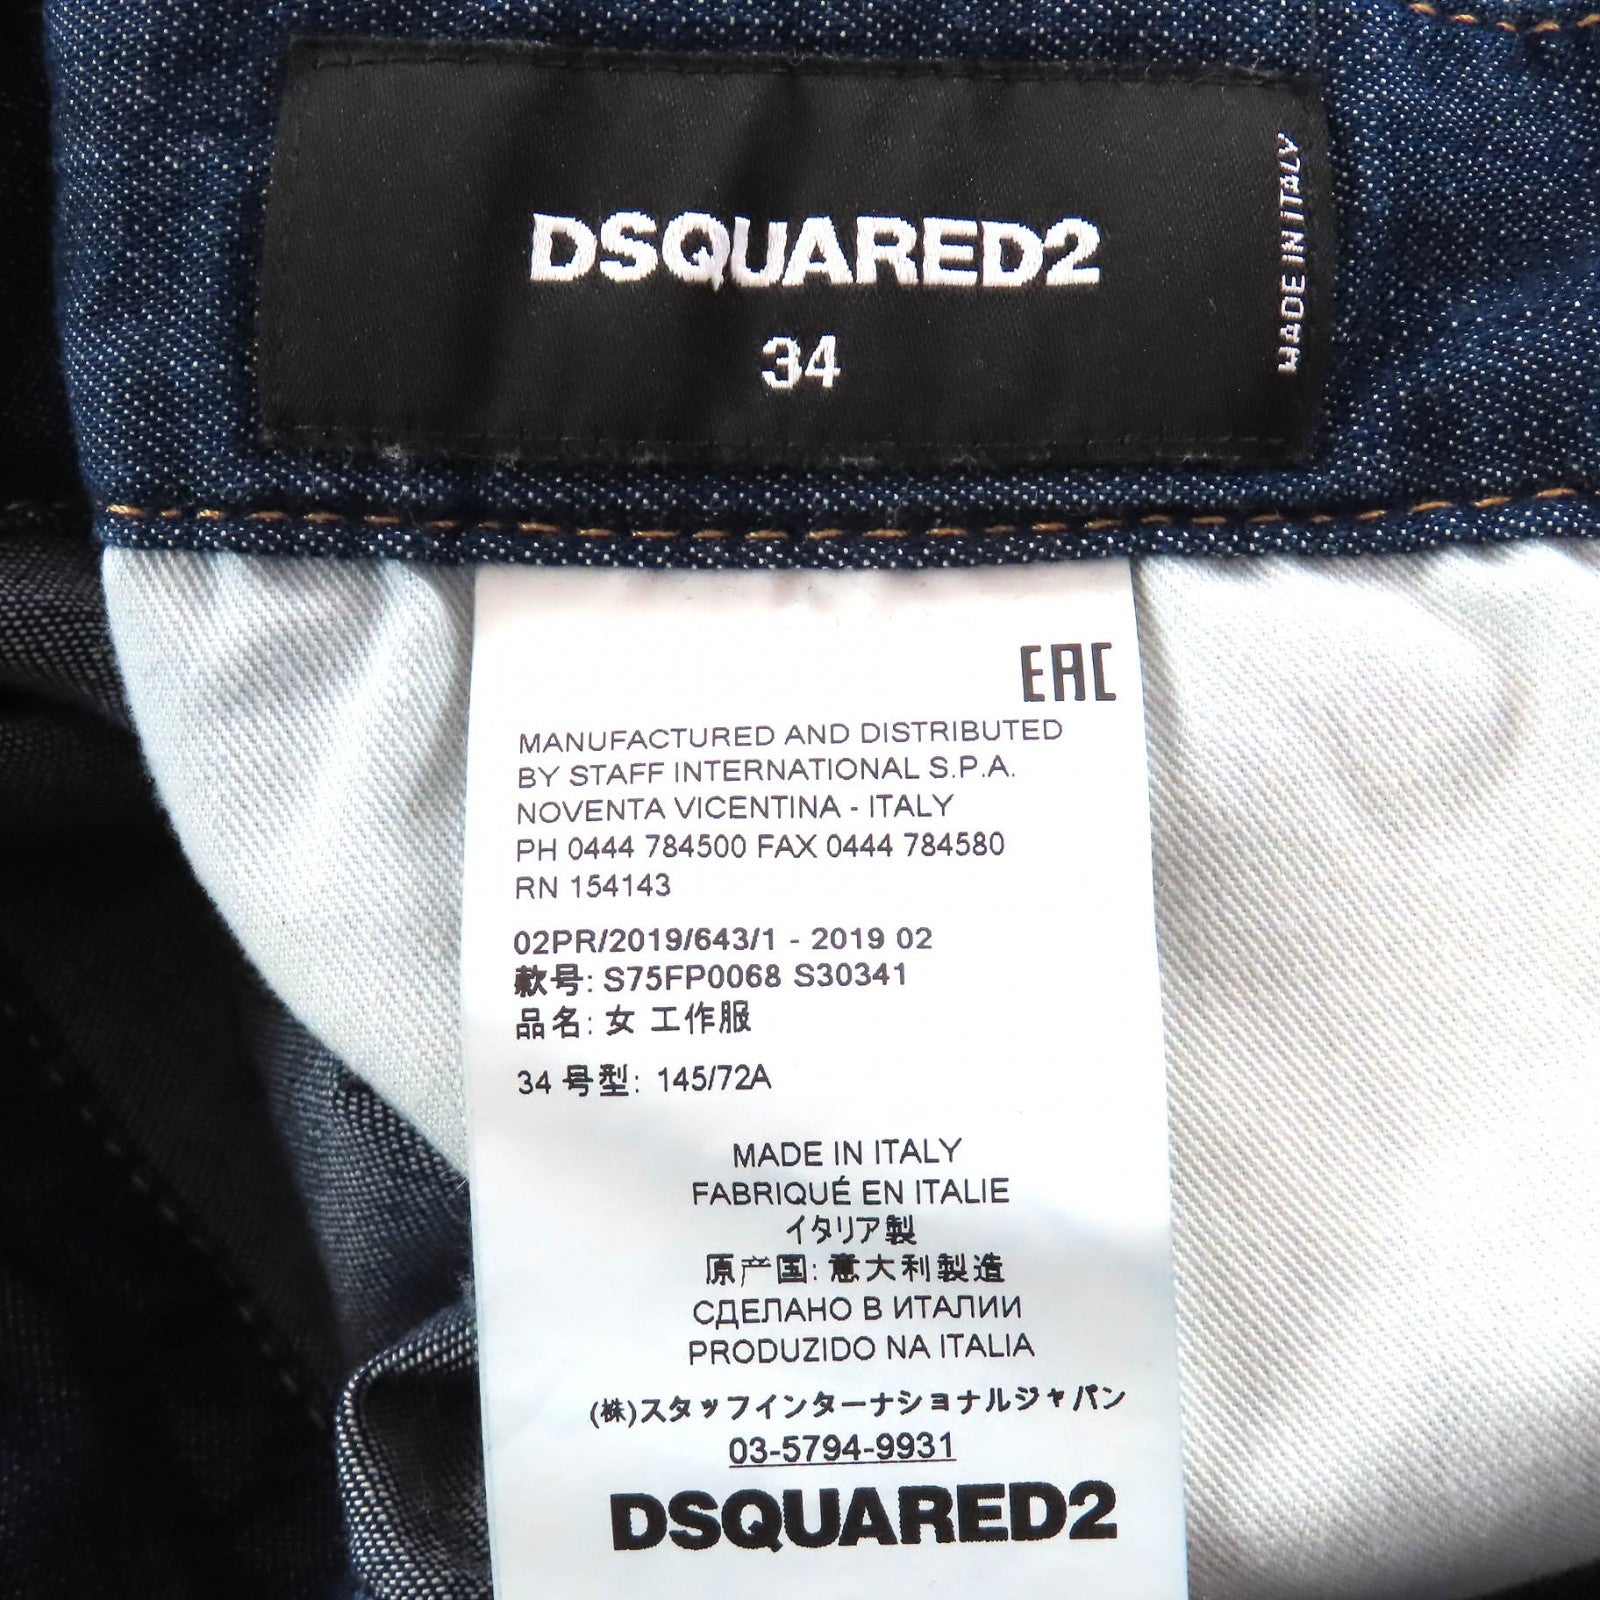 DSQUARED2
34
MADE IN ITALY
EAC
MANUFACTURED AND DISTRIBUTED
BY STAFF INTERNATIONAL S.P.A.
NOVENTA VICENTINA - ITALY
PH 0444 784500 FAX 0444 784580
RN 154143
02PR/2019/643/1 - 2019 02
款号: S75FP0068 S30341
品名: 女 工作服
34 号型: 145/72A
MADE IN ITALY
FABRIQUÉ EN ITALIE
イタリア製
原产国: 意大利製造
СДЕЛАНО В ИТАЛИИ
PRODUZIDO NA ITALIA
(株)スタッフインターナショナルジャパン
03-5794-9931
DSQUARED2